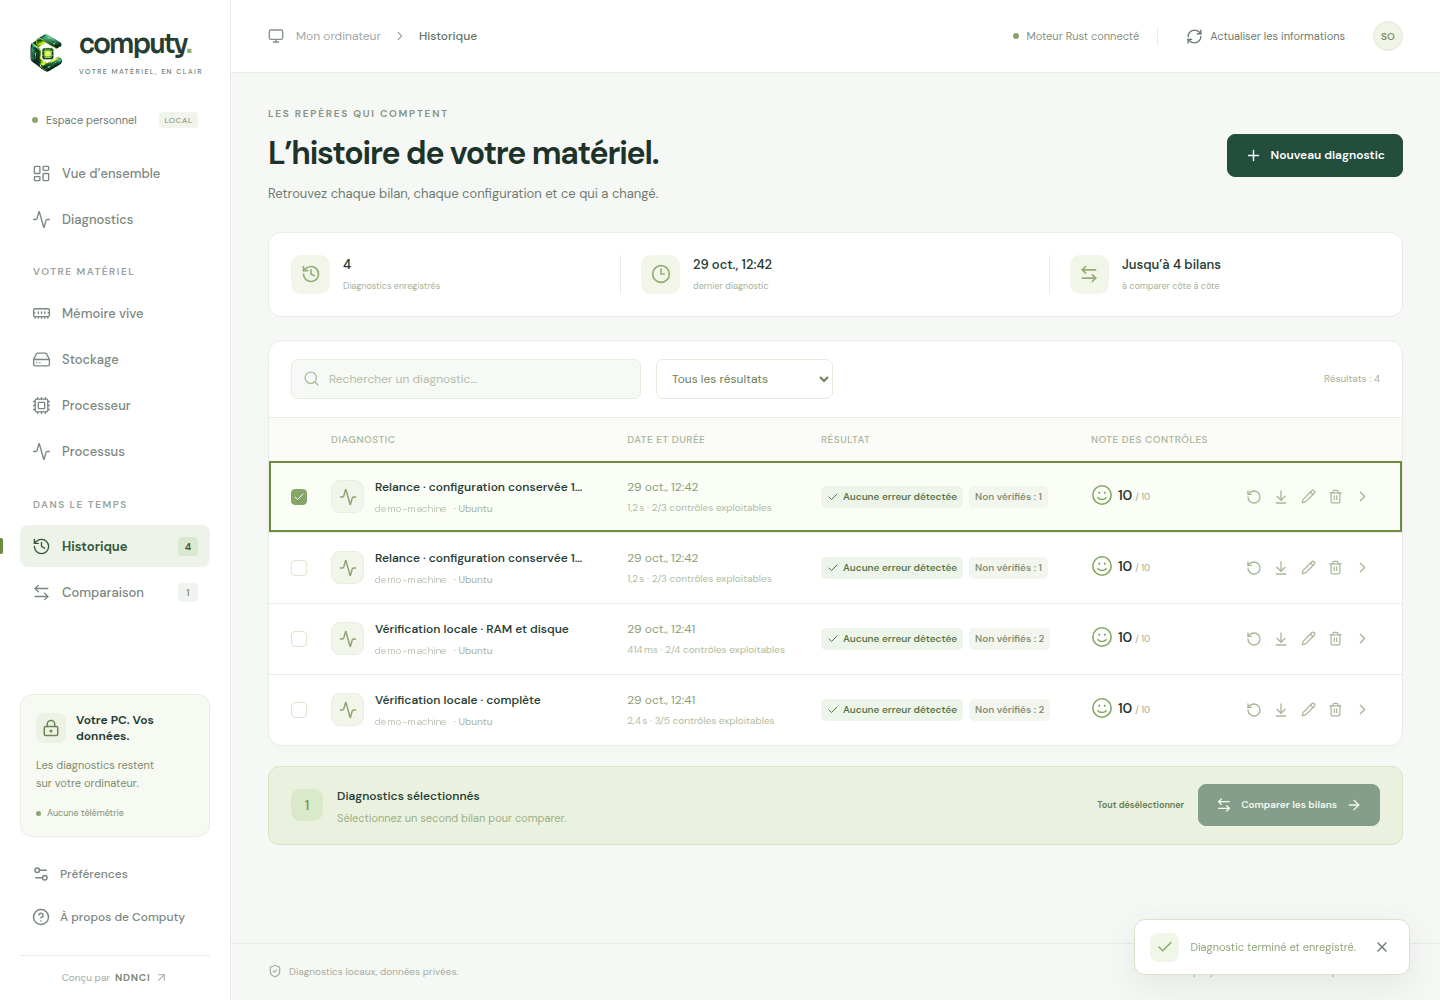 computy.
VOTRE MATÉRIEL, EN CLAIR
Espace personnel LOCAL
Vue d’ensemble
Diagnostics
VOTRE MATÉRIEL
Mémoire vive
Stockage
Processeur
Processus
DANS LE TEMPS
Historique 4
Comparaison 1
Votre PC. Vos
données.
Les diagnostics restent
sur votre ordinateur.
Aucune télémétrie
Préférences
À propos de Computy
Conçu par NDNCI
Mon ordinateur Historique
Moteur Rust connecté
Actualiser les informations
SO
LES REPÈRES QUI COMPTENT
L’histoire de votre matériel.
Retrouvez chaque bilan, chaque configuration et ce qui a changé.
Nouveau diagnostic
4
Diagnostics enregistrés
29 oct., 12:42
dernier diagnostic
Jusqu’à 4 bilans
à comparer côte à côte
Rechercher un diagnostic…
Tous les résultats
Résultats : 4
DIAGNOSTIC DATE ET DURÉE RÉSULTAT NOTE DES CONTRÔLES
Relance · configuration conservée 1… 29 oct., 12:42 Aucune erreur détectée Non vérifiés : 1 10 / 10
demo-machine · Ubuntu 1,2 s · 2/3 contrôles exploitables
Relance · configuration conservée 1… 29 oct., 12:42 Aucune erreur détectée Non vérifiés : 1 10 / 10
demo-machine · Ubuntu 1,2 s · 2/3 contrôles exploitables
Vérification locale · RAM et disque 29 oct., 12:41 Aucune erreur détectée Non vérifiés : 2 10 / 10
demo-machine · Ubuntu 414 ms · 2/4 contrôles exploitables
Vérification locale · complète 29 oct., 12:41 Aucune erreur détectée Non vérifiés : 2 10 / 10
demo-machine · Ubuntu 2,4 s · 3/5 contrôles exploitables
1
Diagnostics sélectionnés
Sélectionnez un second bilan pour comparer.
Tout désélectionner
Comparer les bilans
Diagnostic terminé et enregistré.
Diagnostics locaux, données privées.